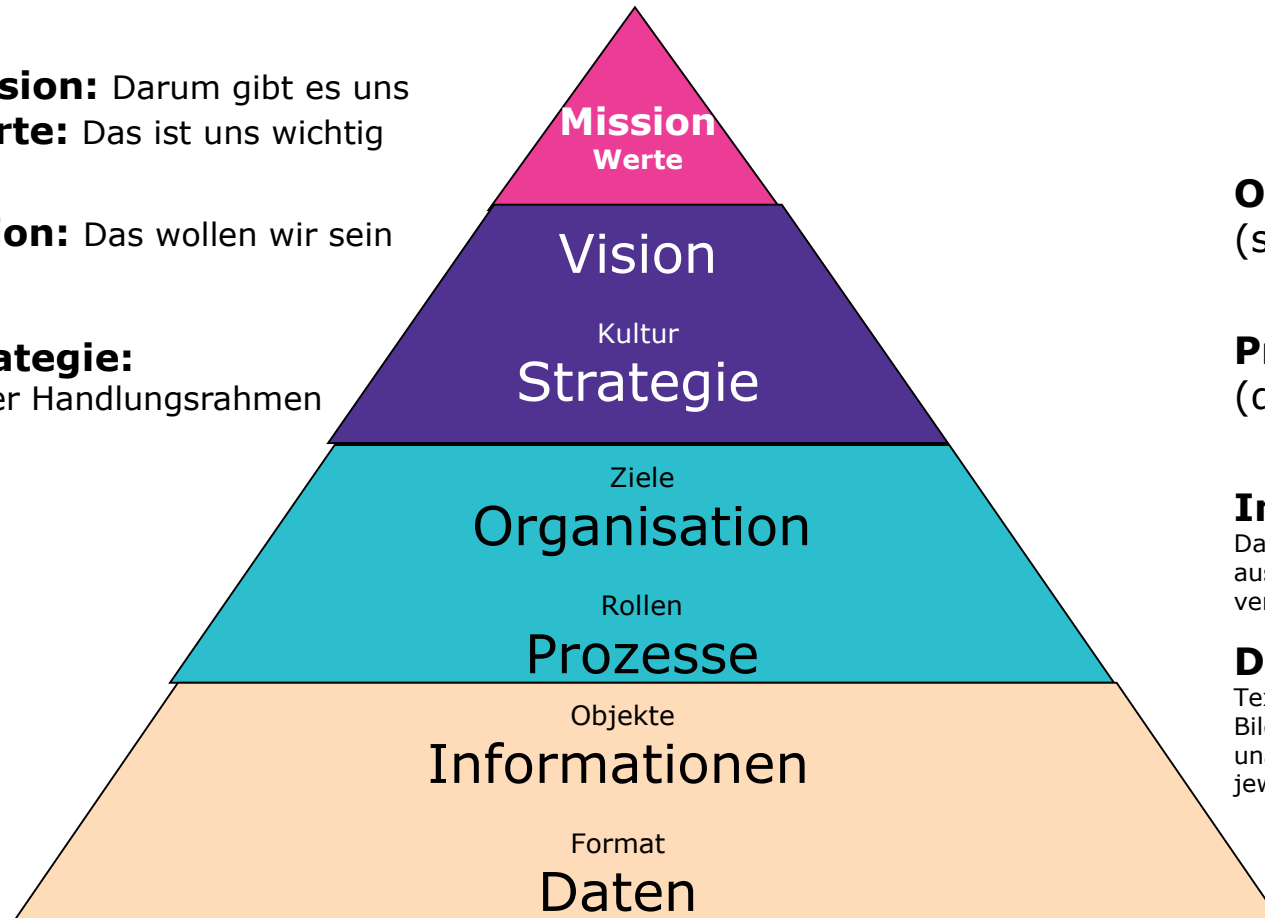 sion: Darum gibt es uns
rte: Das ist uns wichtig
ion: Das wollen wir sein
ategie:
er Handlungsrahmen
Mission
Werte
Vision
Kultur
Strategie
Ziele
Organisation
Rollen
Prozesse
Objekte
Informationen
Format
Daten